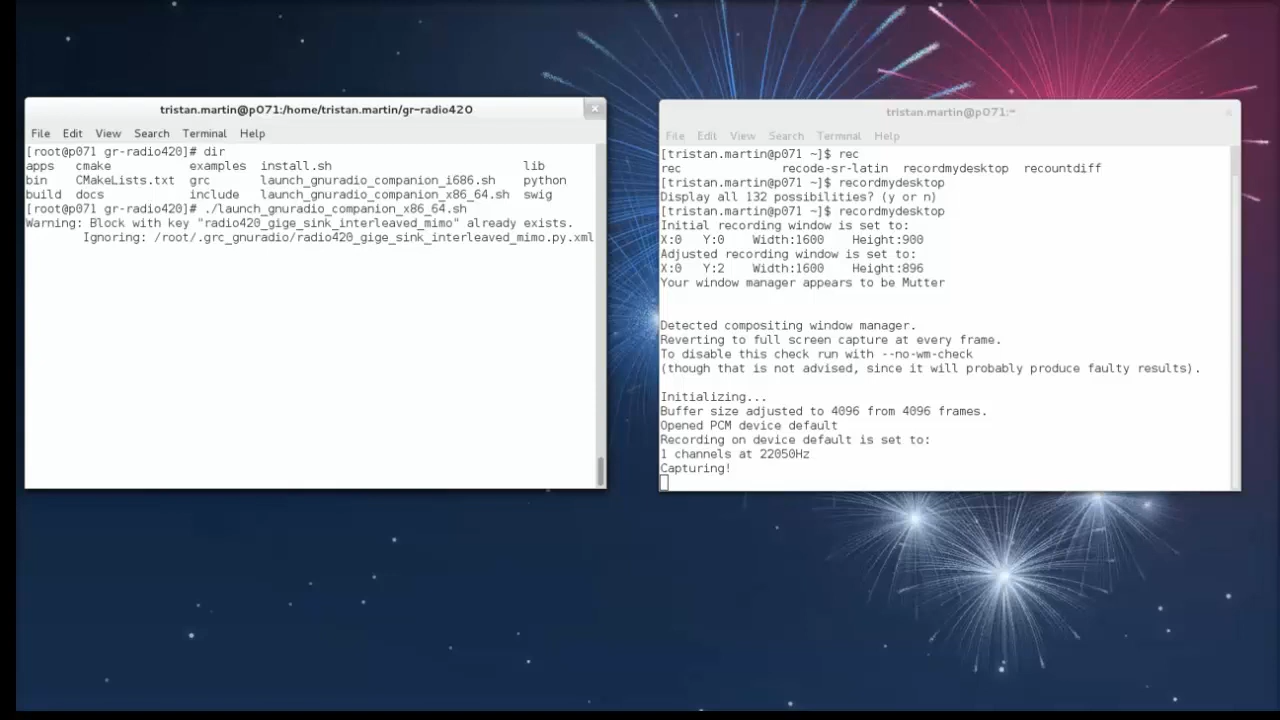 tristan.martin@p071:/home/tristan.martin/gr-radio420
File Edit View Search Terminal Help
[root@p071 gr-radio420]# dir
apps cmake examples install.sh lib
bin CMakeLists.txt grc launch_gnuradio_companion_i686.sh python
build docs include launch_gnuradio_companion_x86_64.sh swig
[root@p071 gr-radio420]# ./launch_gnuradio_companion_x86_64.sh
Warning: Block with key "radio420_gige_sink_interleaved_mimo" already exists.
Ignoring: /root/.grc_gnuradio/radio420_gige_sink_interleaved_mimo.py.xml
tristan.martin@p071:~
File Edit View Search Terminal Help
[tristan.martin@p071 ~]$ rec
rec recode-sr-latin recordmydesktop recountdiff
[tristan.martin@p071 ~]$ recordmydesktop
Display all 132 possibilities? (y or n)
[tristan.martin@p071 ~]$ recordmydesktop
Initial recording window is set to:
X:0 Y:0 Width:1600 Height:900
Adjusted recording window is set to:
X:0 Y:2 Width:1600 Height:896
Your window manager appears to be Mutter
Detected compositing window manager.
Reverting to full screen capture at every frame.
To disable this check run with --no-wm-check
(though that is not advised, since it will probably produce faulty results).
Initializing...
Buffer size adjusted to 4096 from 4096 frames.
Opened PCM device default
Recording on device default is set to:
1 channels at 22050Hz
Capturing!